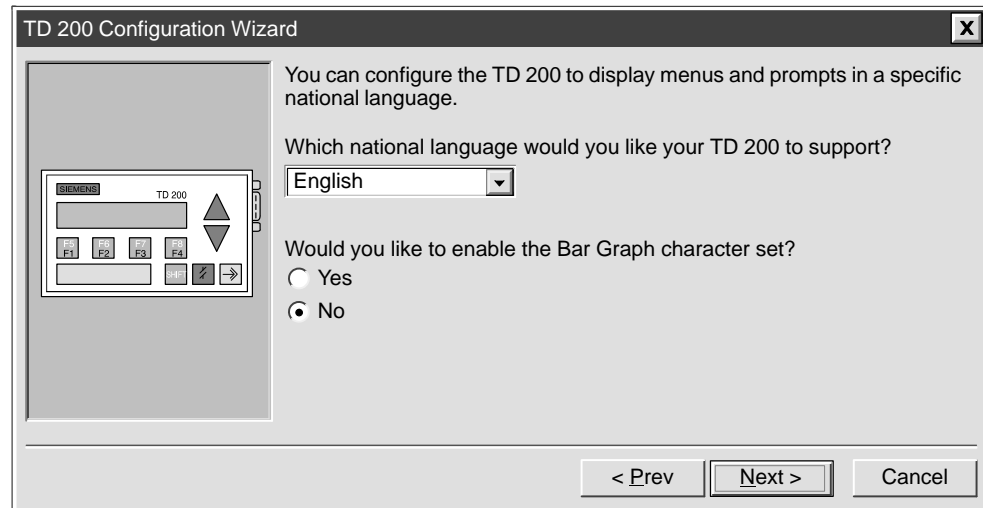 TD 200 Configuration Wizard
X
You can configure the TD 200 to display menus and prompts in a specific
national language.
Which national language would you like your TD 200 to support?
English
SIEMENS
TD 200
F5 F6 F7 F8
F1 F2 F3 F4
SHIFT
Would you like to enable the Bar Graph character set?
Yes
No
< Prev
Next >
Cancel